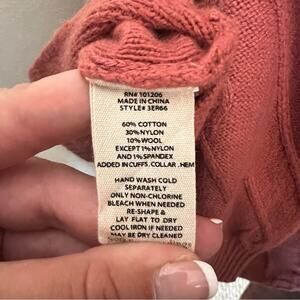 RN# 101206
MADE IN CHINA
STYLE# 3ER66
60% COTTON
30% NYLON
10% WOOL
EXCEPT 1% NYLON
AND 1% SPANDEX
ADDED IN CUFFS, COLLAR, HEM
HAND WASH COLD
SEPARATELY
ONLY NON-CHLORINE
BLEACH WHEN NEEDED
RE-SHAPE &
LAY FLAT TO DRY
COOL IRON IF NEEDED
MAY BE DRY CLEANED